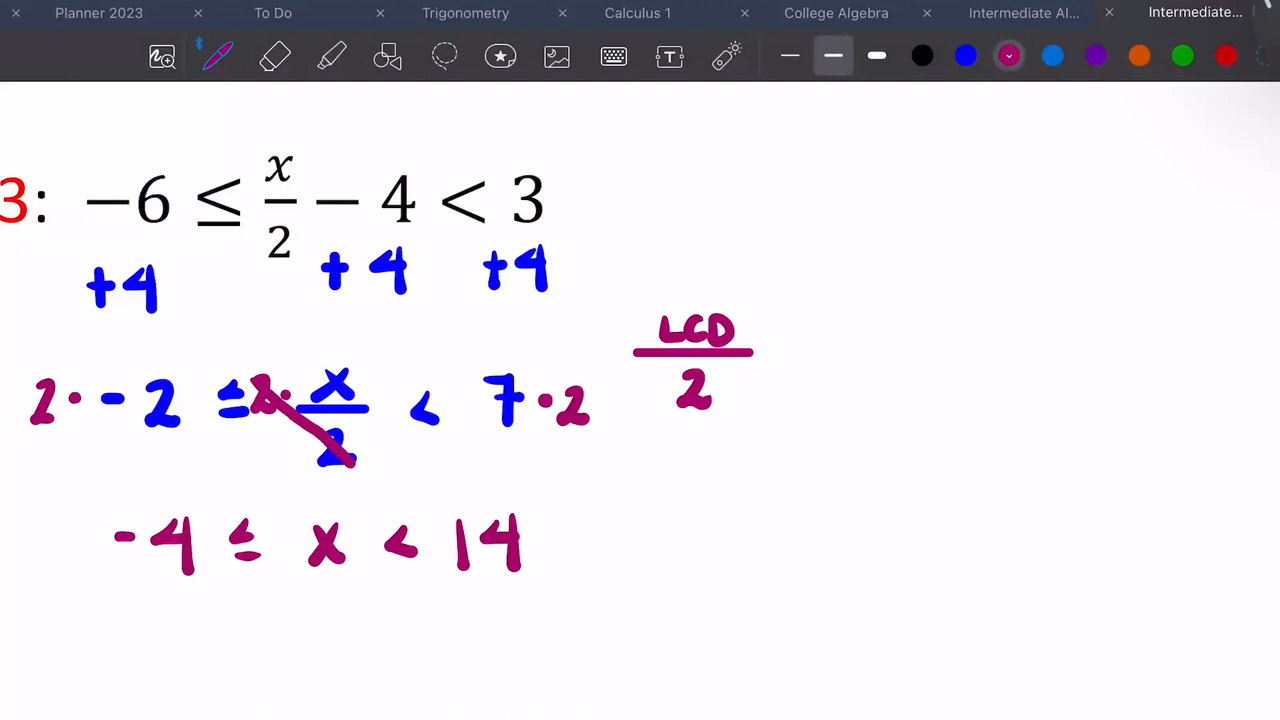 Planner 2023 To Do Trigonometry Calculus 1 College Algebra Intermediate Al... Intermediate...
3: −6 ≤ x/2 − 4 < 3
+4 +4 +4
LCD
2 · -2 ≤ 2 · x/2 < 7 · 2
2
-4 ≤ x < 14